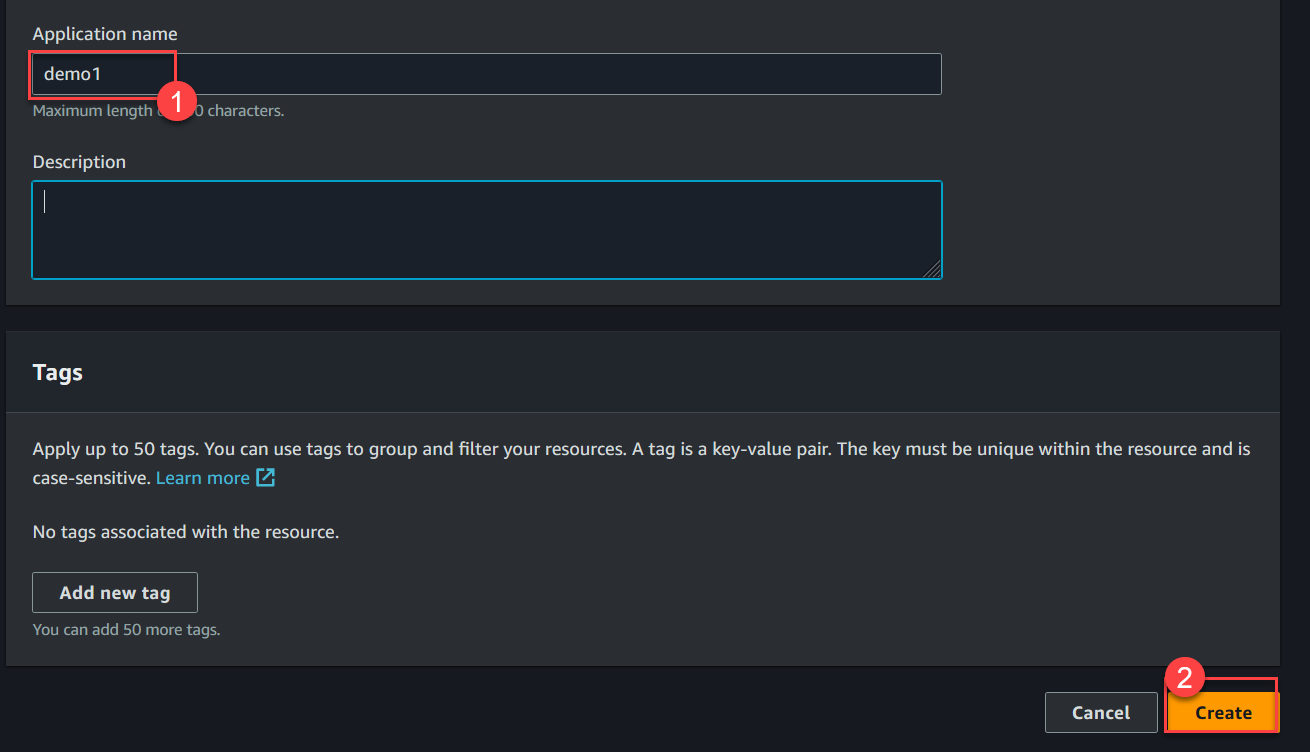 Application name
demo1
1
Maximum length 0 characters.
Description
Tags
Apply up to 50 tags. You can use tags to group and filter your resources. A tag is a key-value pair. The key must be unique within the resource and is
case-sensitive. Learn more
No tags associated with the resource.
Add new tag
You can add 50 more tags.
2
Cancel
Create